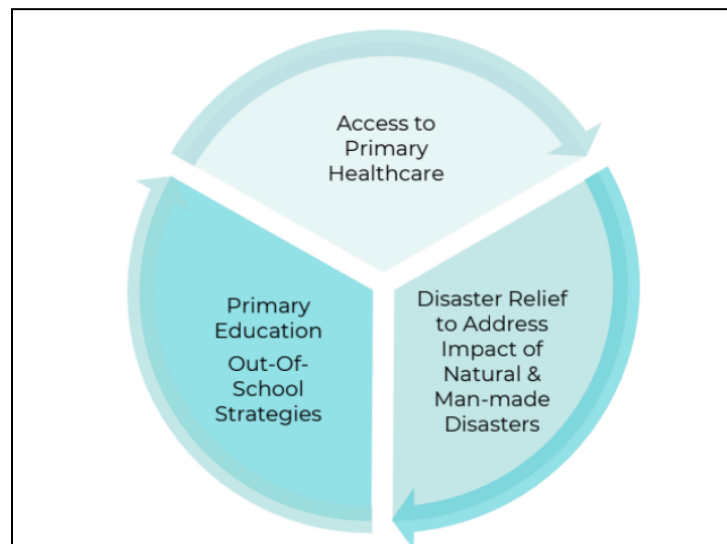 Access to
Primary
Healthcare
Disaster Relief
to Address
Impact of
Natural &
Man-made
Disasters
Primary
Education
Out-Of-
School
Strategies